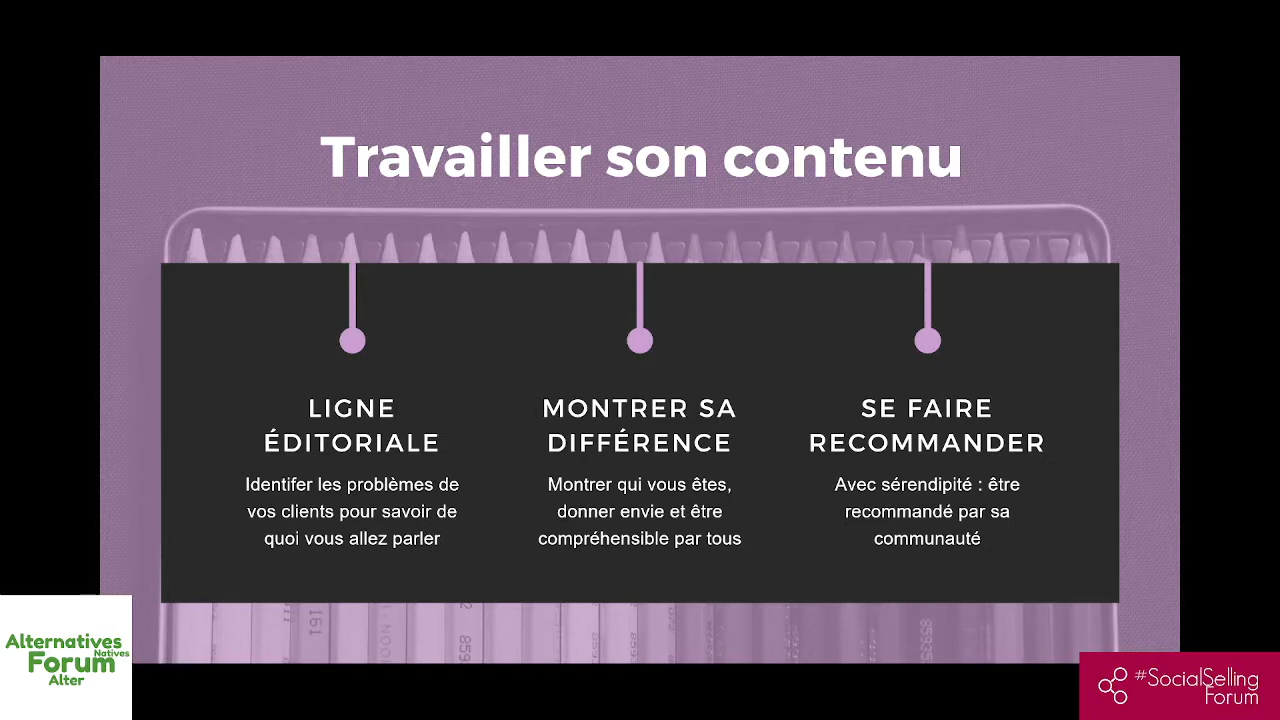 Travailler son contenu
LIGNE
ÉDITORIALE
Identifer les problèmes de
vos clients pour savoir de
quoi vous allez parler
MONTRER SA
DIFFÉRENCE
Montrer qui vous êtes,
donner envie et être
compréhensible par tous
SE FAIRE
RECOMMANDER
Avec sérendipité : être
recommandé par sa
communauté
161
859
Alternatives
Natives
Forum
Alter
#SocialSelling
Forum